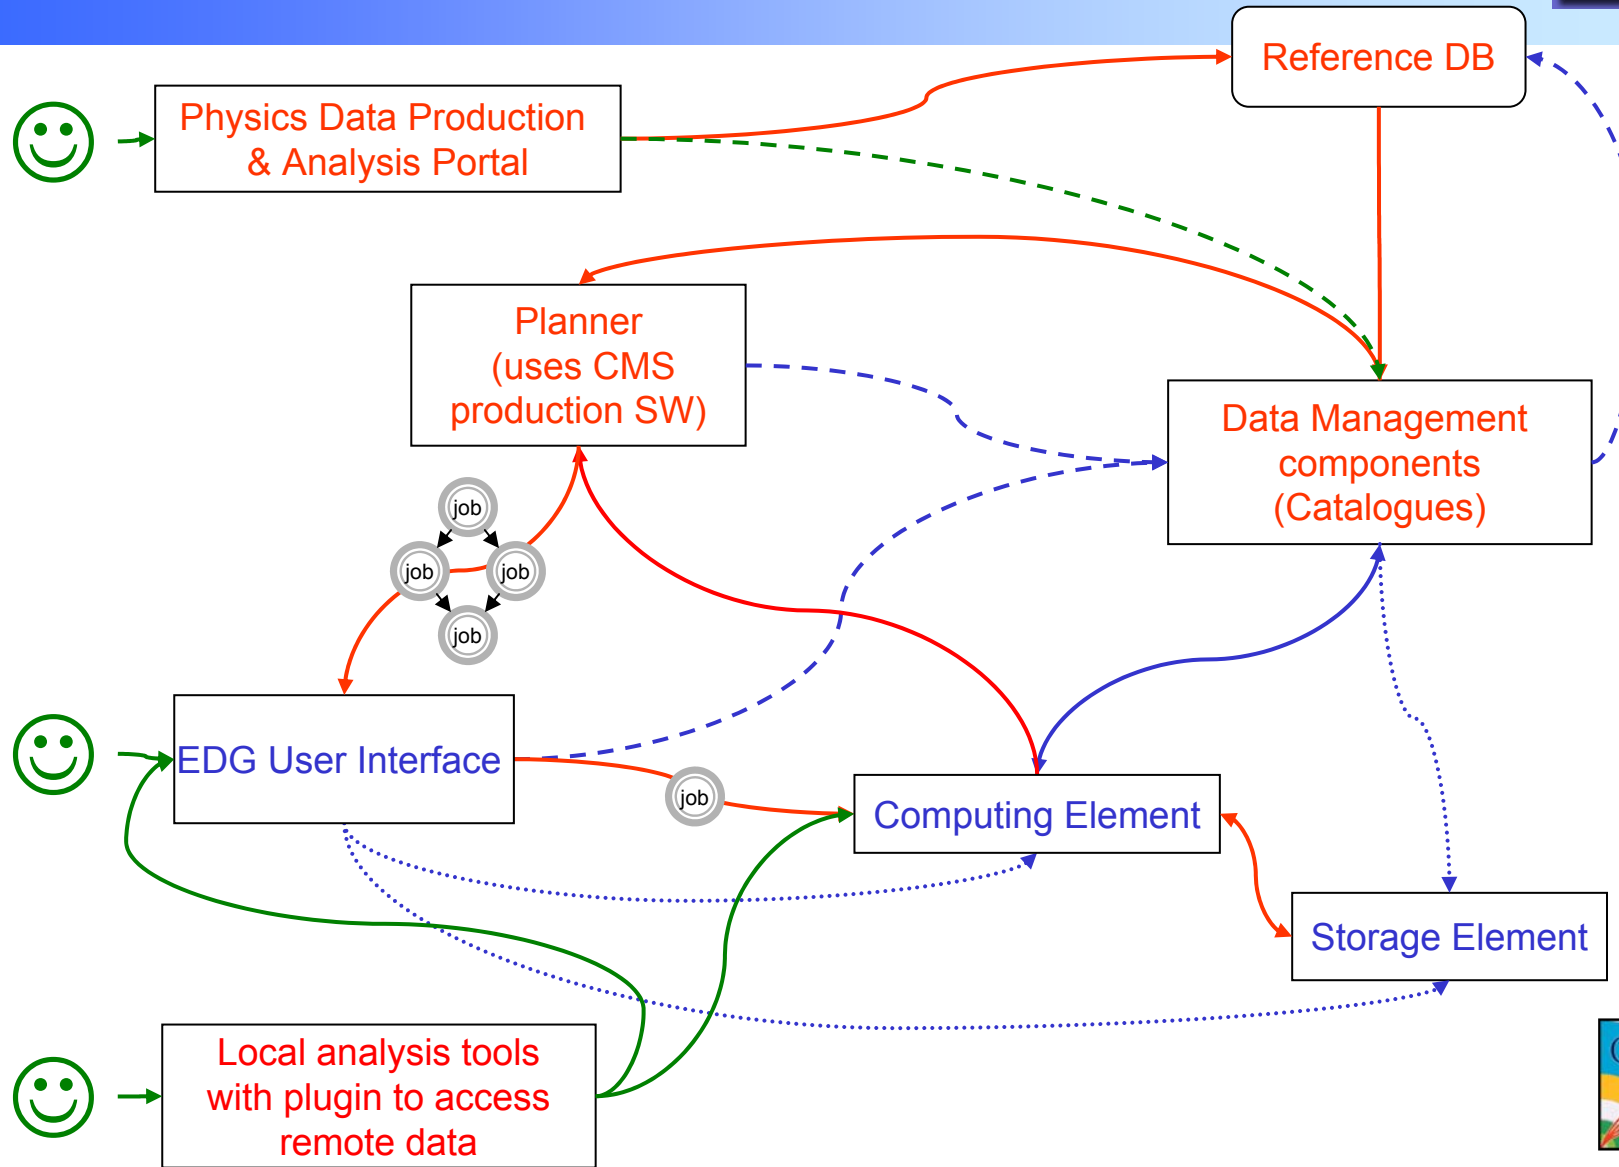 Reference DB
Physics Data Production
& Analysis Portal
Planner
(uses CMS
production SW)
Data Management
components
(Catalogues)
job
job
job
job
EDG User Interface
job
Computing Element
Storage Element
Local analysis tools
with plugin to access
remote data